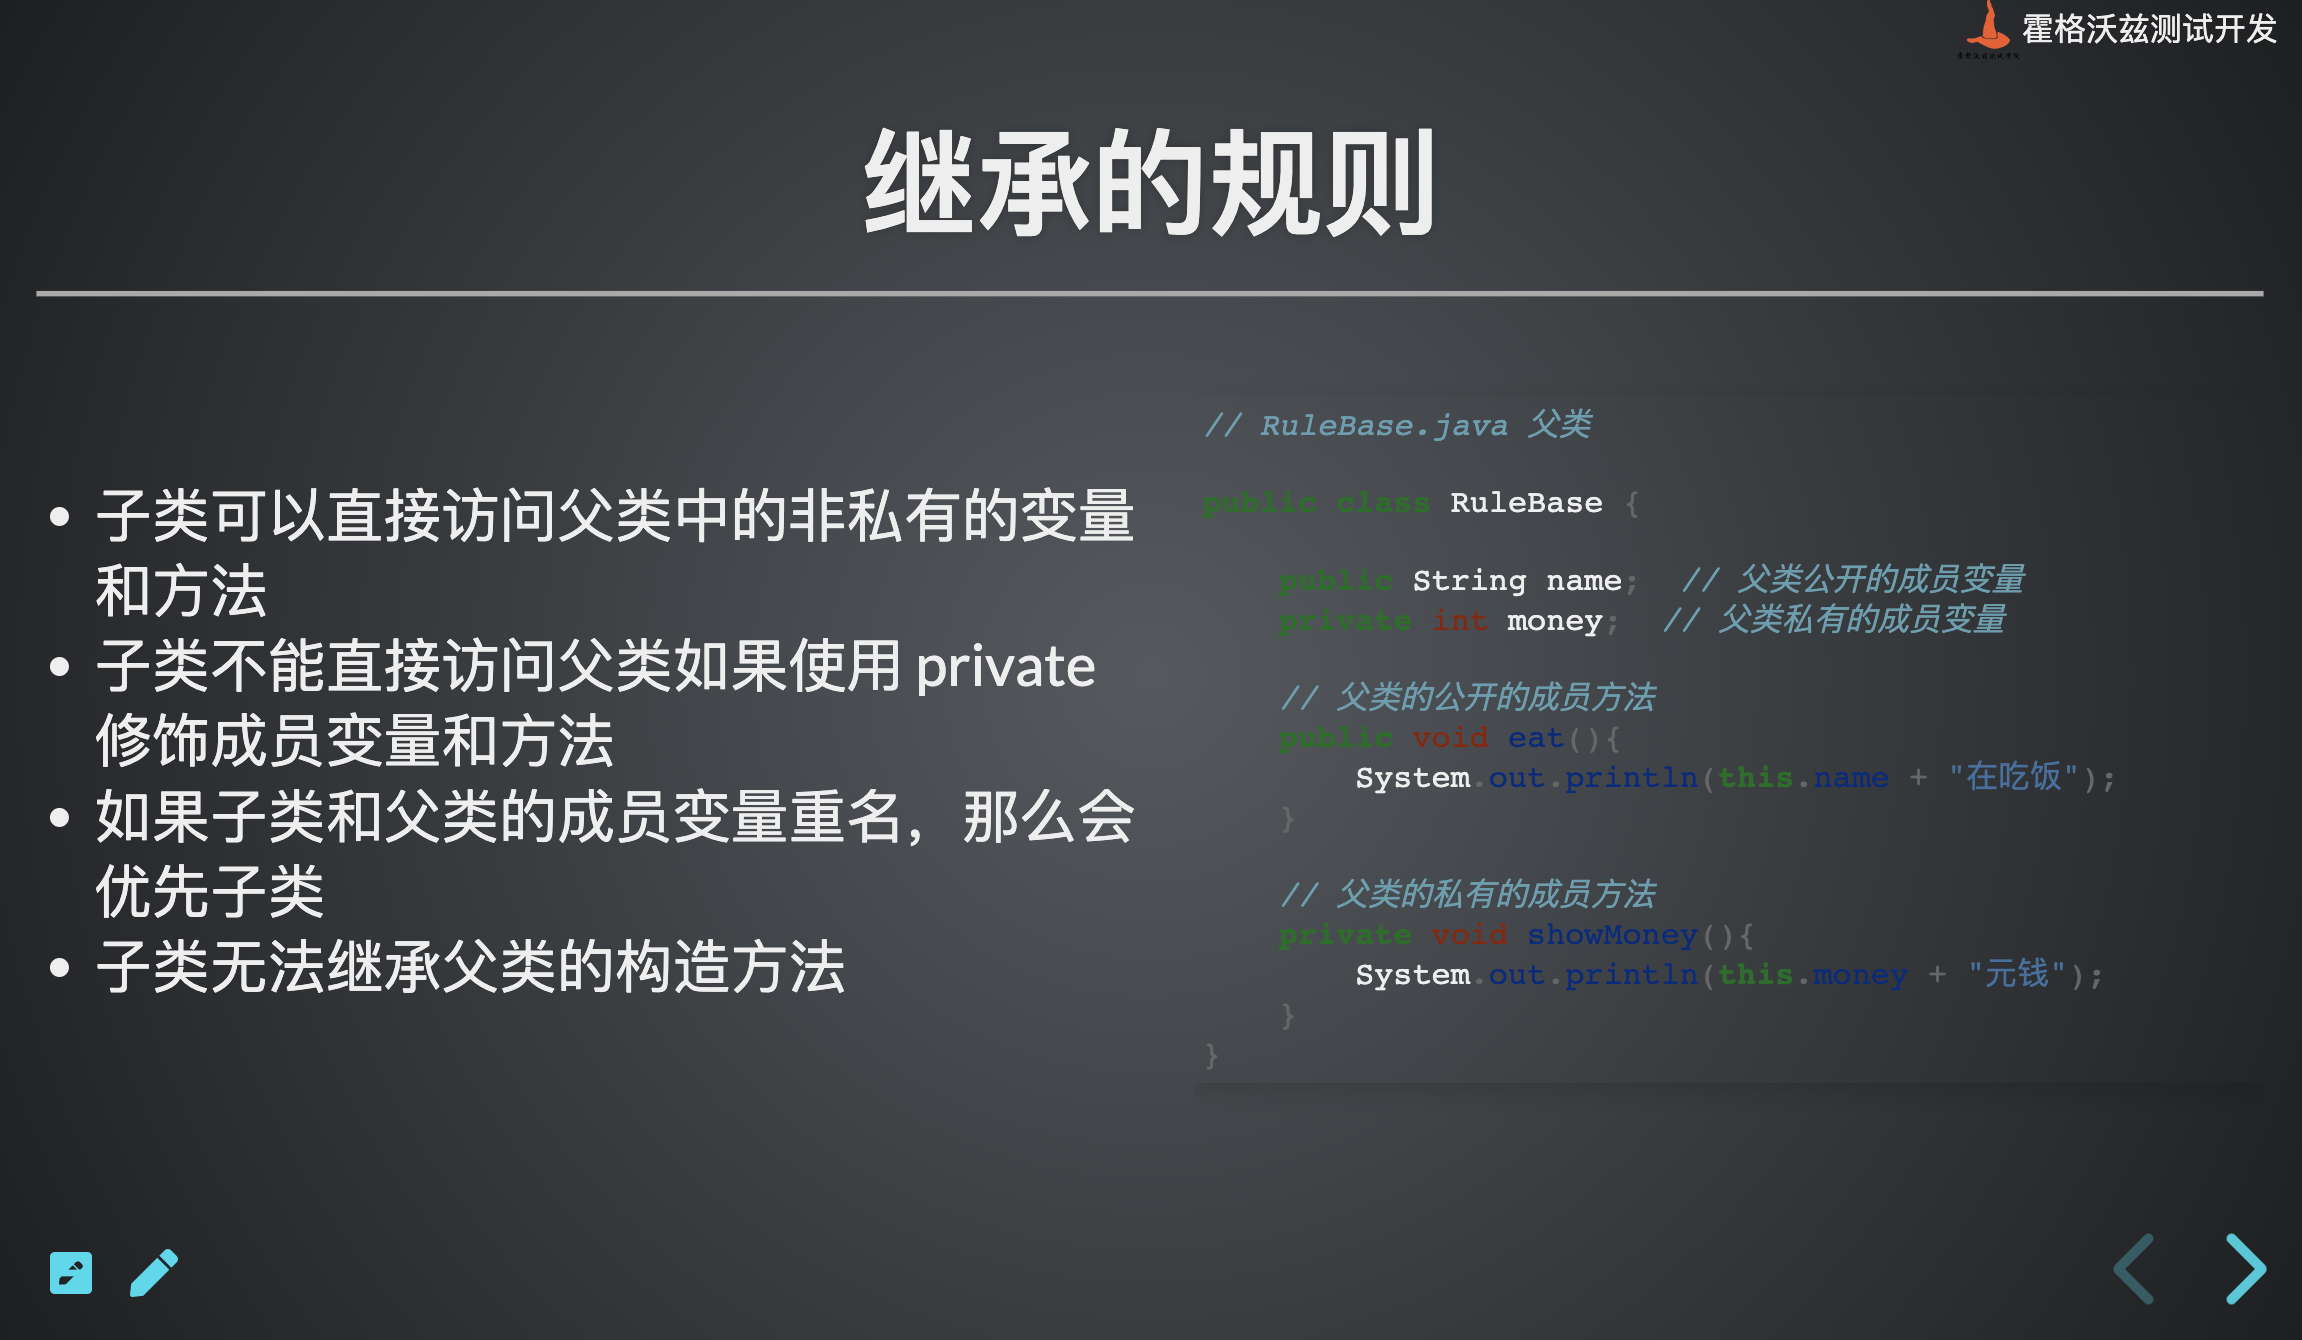 霍格沃兹测试开发
继承的规则
• 子类可以直接访问父类中的非私有的变量
和方法
• 子类不能直接访问父类如果使用 private
修饰成员变量和方法
• 如果子类和父类的成员变量重名，那么会
优先子类
• 子类无法继承父类的构造方法
// RuleBase.java 父类
public class RuleBase {
public String name;  // 父类公开的成员变量
private int money;  // 父类私有的成员变量
// 父类的公开的成员方法
public void eat(){
System.out.println(this.name + "在吃饭");
}
// 父类的私有的成员方法
private void showMoney(){
System.out.println(this.money + "元钱");
}
}